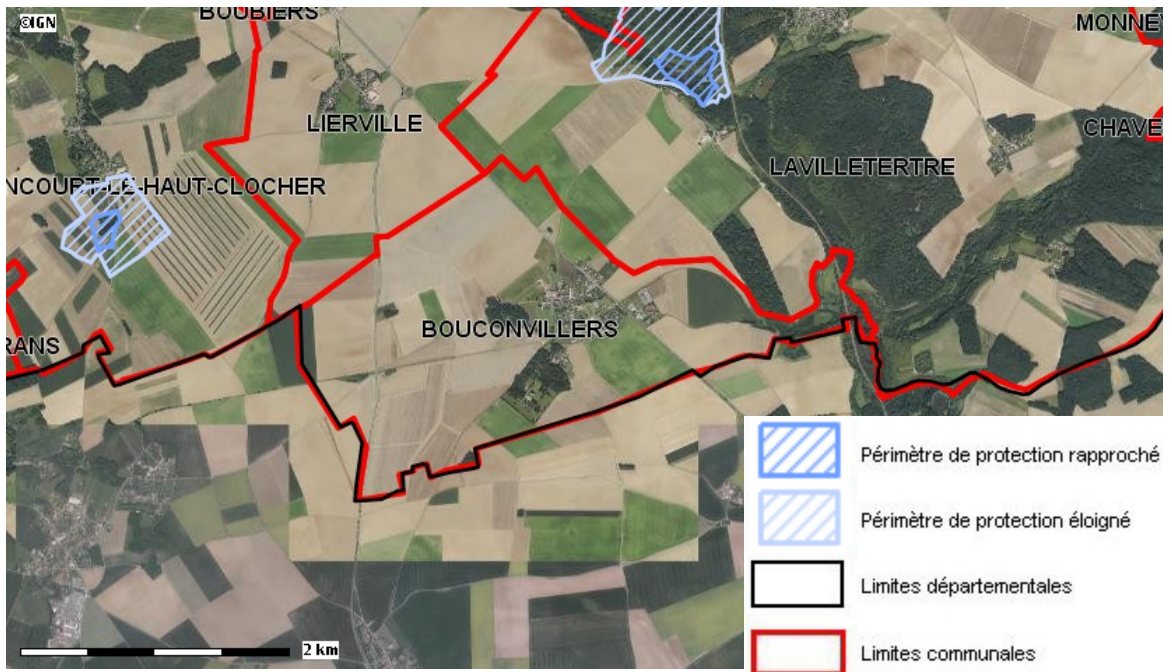 ©IGN
BOUBIERS
MONNEV
LIERVILLE
CHAVE
LAVILLETERTRE
NCOURT-LE-HAUT-CLOCHER
BOUCONVILLERS
RANS
Périmètre de protection rapproché
Périmètre de protection éloigné
Limites départementales
2 km
Limites communales